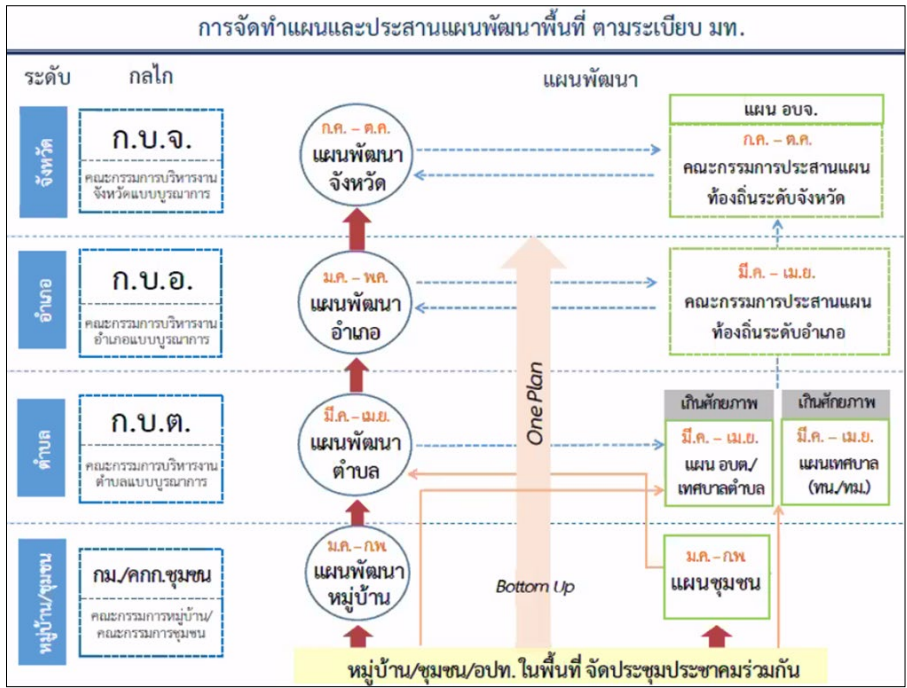 การจัดทำแผนและประสานแผนพัฒนาพื้นที่ ตามระเบียบ มท.
ระดับ
กลไก
แผนพัฒนา
จังหวัด
ก.บ.จ.
คณะกรรมการบริหารงาน
จังหวัดแบบบูรณาการ
ก.ค. – ต.ค.
แผนพัฒนา
จังหวัด
แผน อบจ.
ก.ค. – ต.ค.
คณะกรรมการประสานแผน
ท้องถิ่นระดับจังหวัด
อำเภอ
ก.บ.อ.
คณะกรรมการบริหารงาน
อำเภอแบบบูรณาการ
ม.ค. – พ.ค.
แผนพัฒนา
อำเภอ
มี.ค. – เม.ย.
คณะกรรมการประสานแผน
ท้องถิ่นระดับอำเภอ
One Plan
ตำบล
ก.บ.ต.
คณะกรรมการบริหารงาน
ตำบลแบบบูรณาการ
มี.ค. – เม.ย.
แผนพัฒนา
ตำบล
เกินศักยภาพ
มี.ค. – เม.ย.
แผน อบต./
เทศบาลตำบล
เกินศักยภาพ
มี.ค. – เม.ย.
แผนเทศบาล
(ทน./ทม.)
หมู่บ้าน/ชุมชน
กม./คกก.ชุมชน
คณะกรรมการหมู่บ้าน/
คณะกรรมการชุมชน
ม.ค. – ก.พ.
แผนพัฒนา
หมู่บ้าน
Bottom Up
ม.ค. – ก.พ.
แผนชุมชน
หมู่บ้าน/ชุมชน/อปท. ในพื้นที่ จัดประชุมประชาคมร่วมกัน